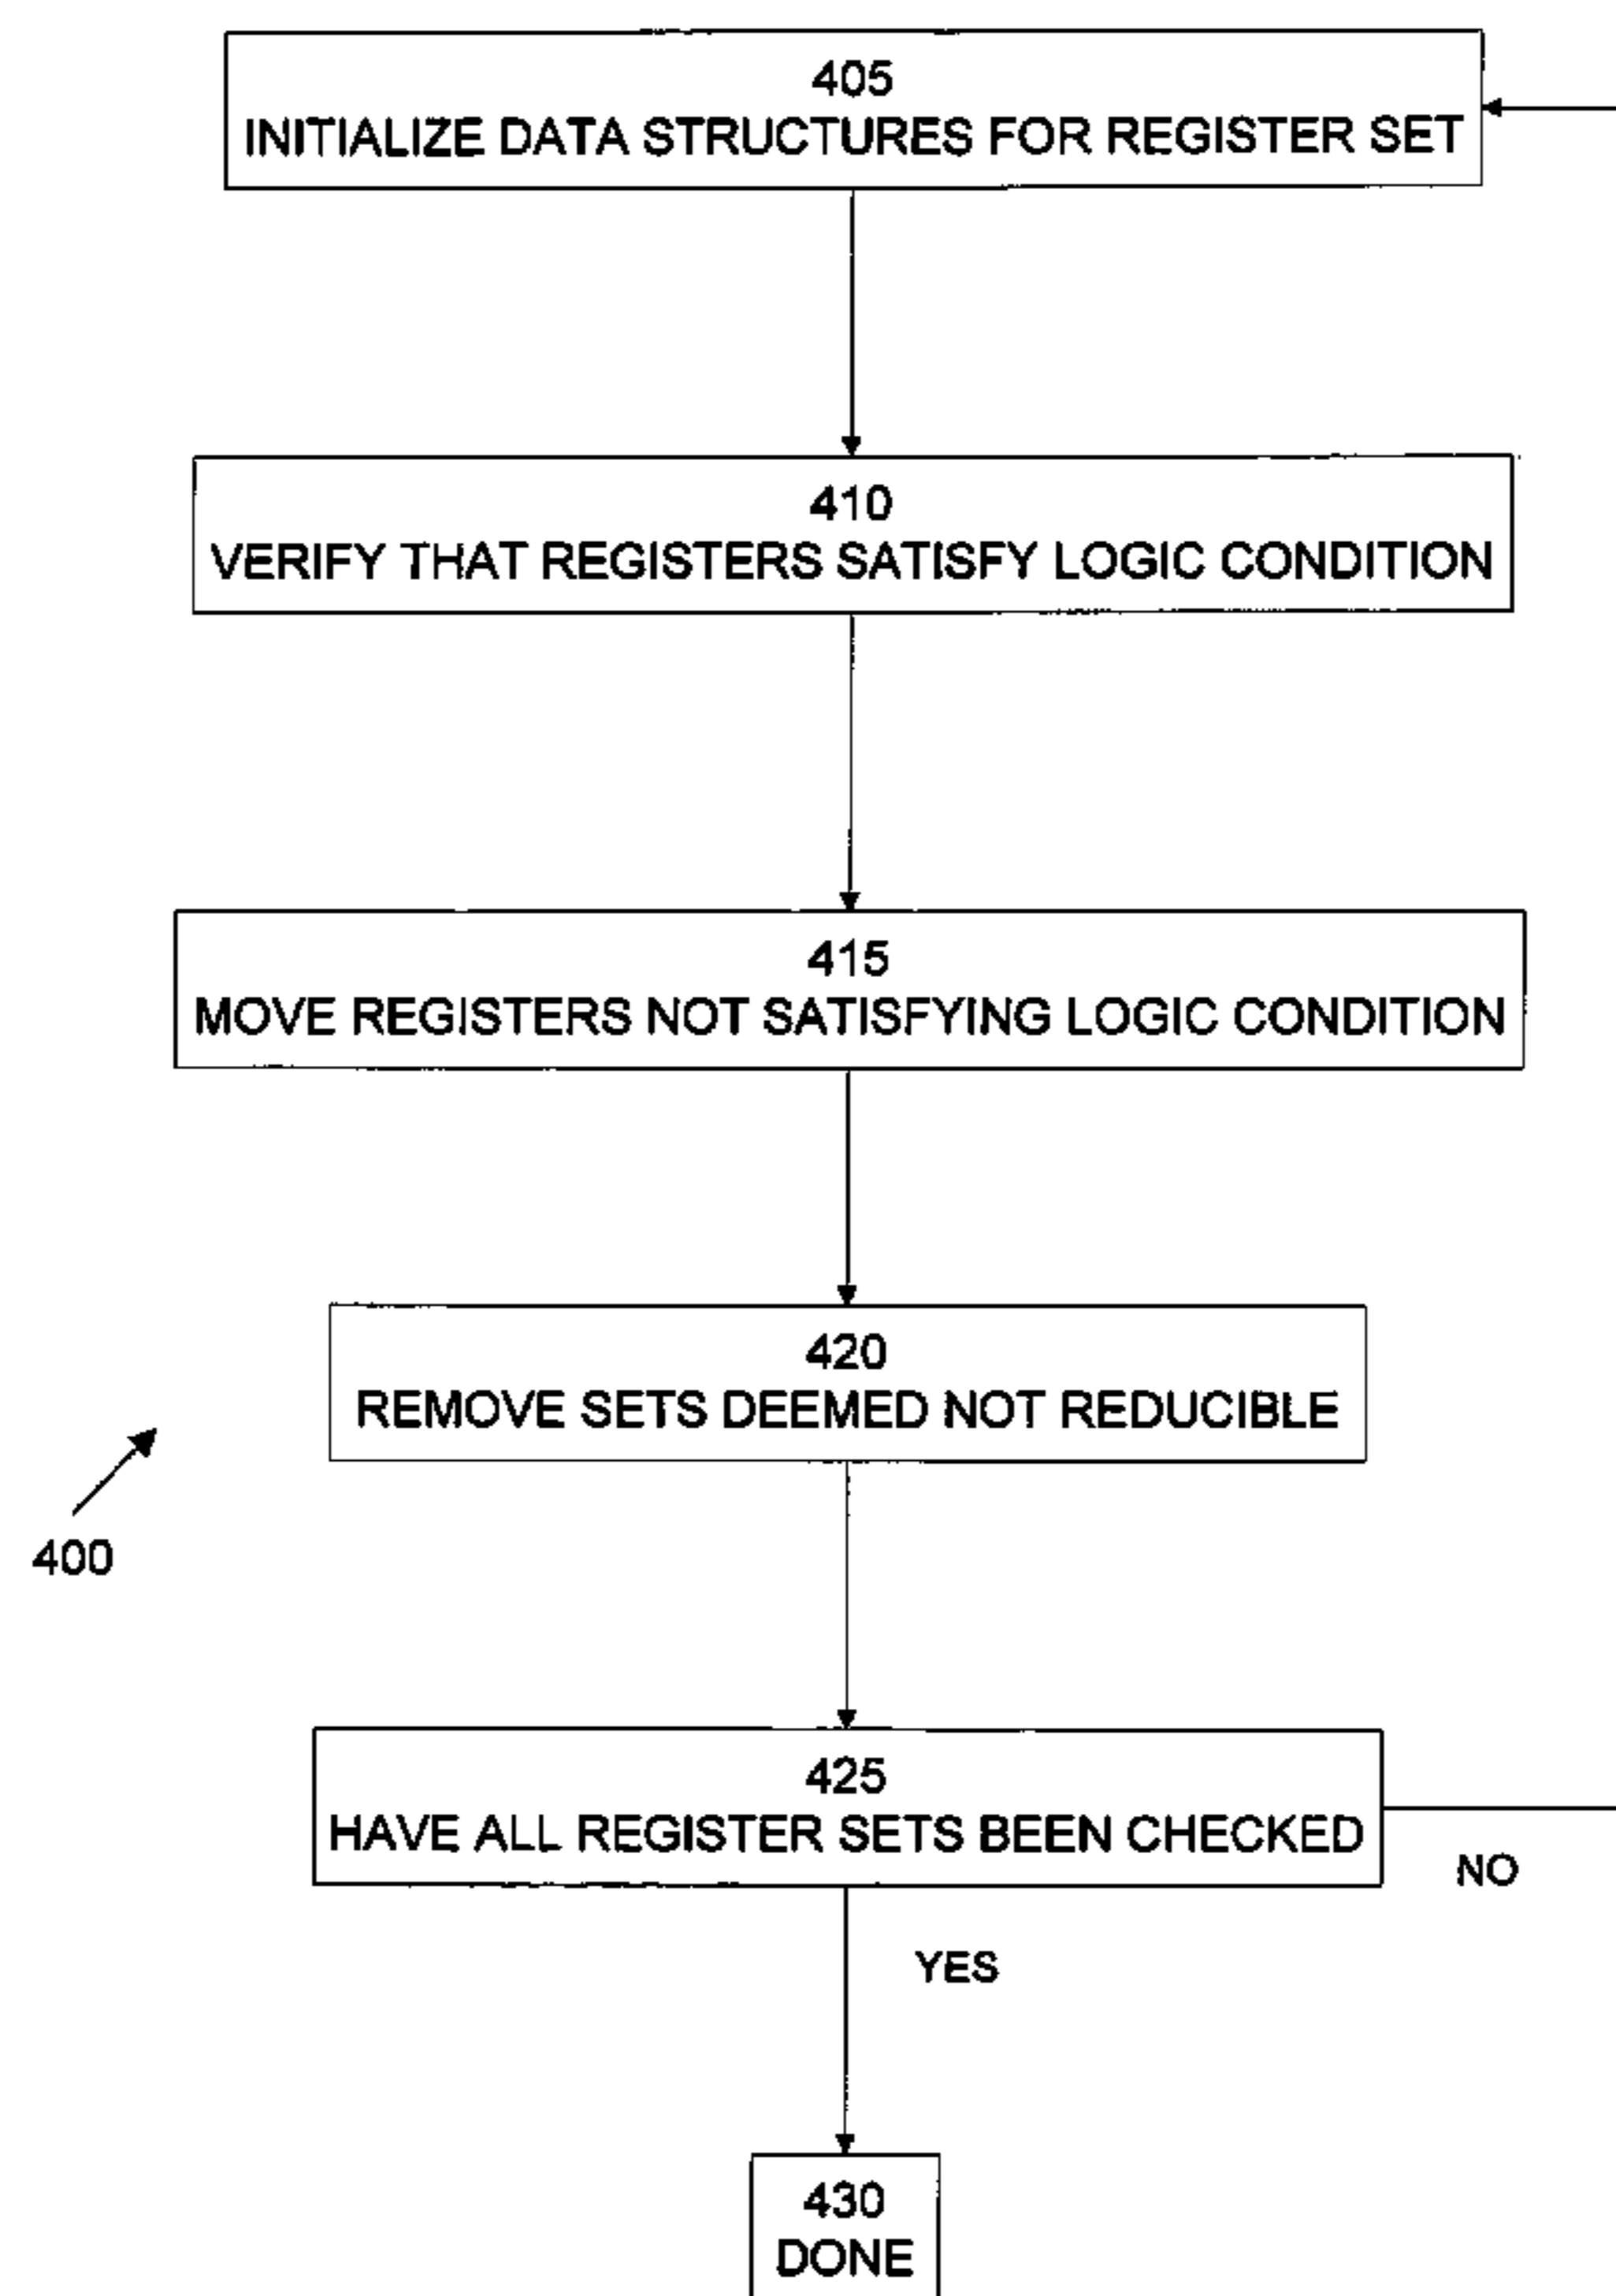 405
INITIALIZE DATA STRUCTURES FOR REGISTER SET
410
VERIFY THAT REGISTERS SATISFY LOGIC CONDITION
415
MOVE REGISTERS NOT SATISFYING LOGIC CONDITION
420
REMOVE SETS DEEMED NOT REDUCIBLE
400
425
HAVE ALL REGISTER SETS BEEN CHECKED
NO
YES
430
DONE